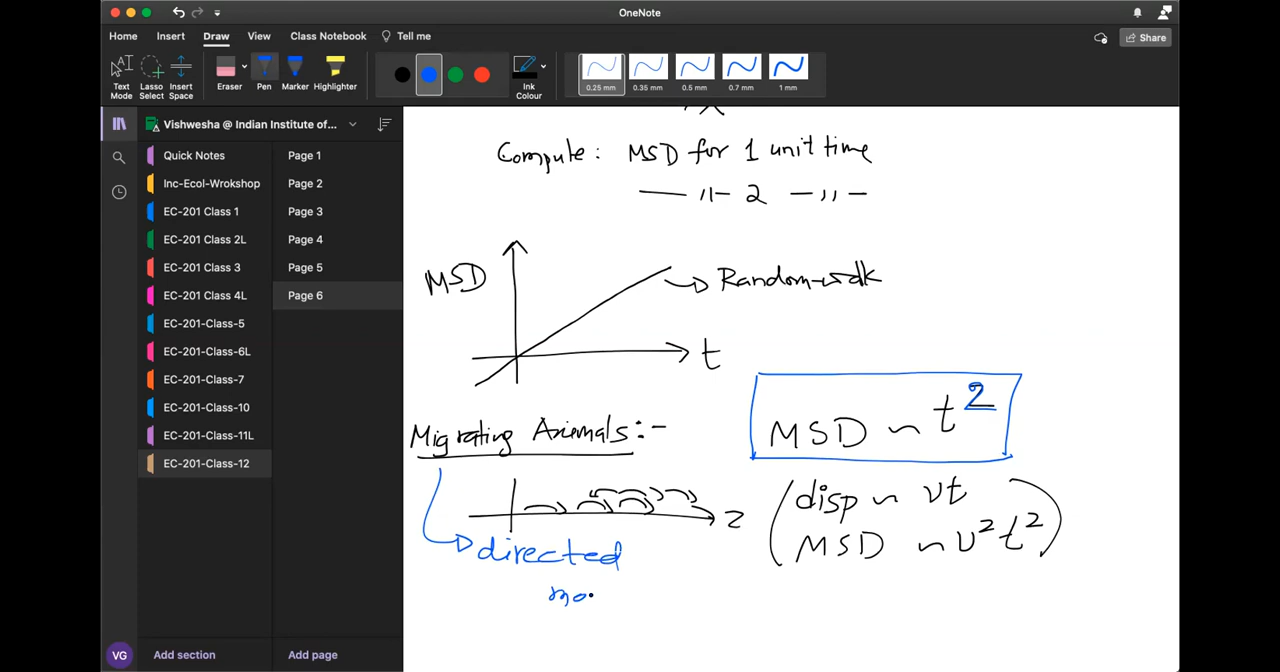 OneNote
Home Insert Draw View Class Notebook Tell me
Share
Text Mode
Lasso Select
Insert Space
Eraser
Pen
Marker
Highlighter
Ink Colour
0.25 mm
0.35 mm
0.5 mm
0.7 mm
1 mm
Vishwesha @ Indian Institute of...
Quick Notes
Inc-Ecol-Wrokshop
EC-201 Class 1
EC-201 Class 2L
EC-201 Class 3
EC-201 Class 4L
EC-201-Class-5
EC-201-Class-6L
EC-201-Class-7
EC-201-Class-10
EC-201-Class-11L
EC-201-Class-12
Page 1
Page 2
Page 3
Page 4
Page 5
Page 6
Compute: MSD for 1 unit time
— 〃 — 2 — 〃 —
MSD
Random-walk
t
Migrating Animals:-
MSD ~ t²
disp ~ vt
MSD ~ v² t²
directed
mo
VG
Add section
Add page